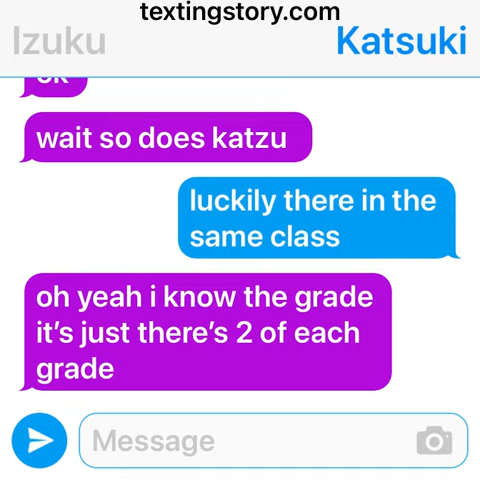 textingstory.com
Izuku Katsuki
ok
wait so does katzu
luckily there in the
same class
oh yeah i know the grade
it's just there's 2 of each
grade
Message